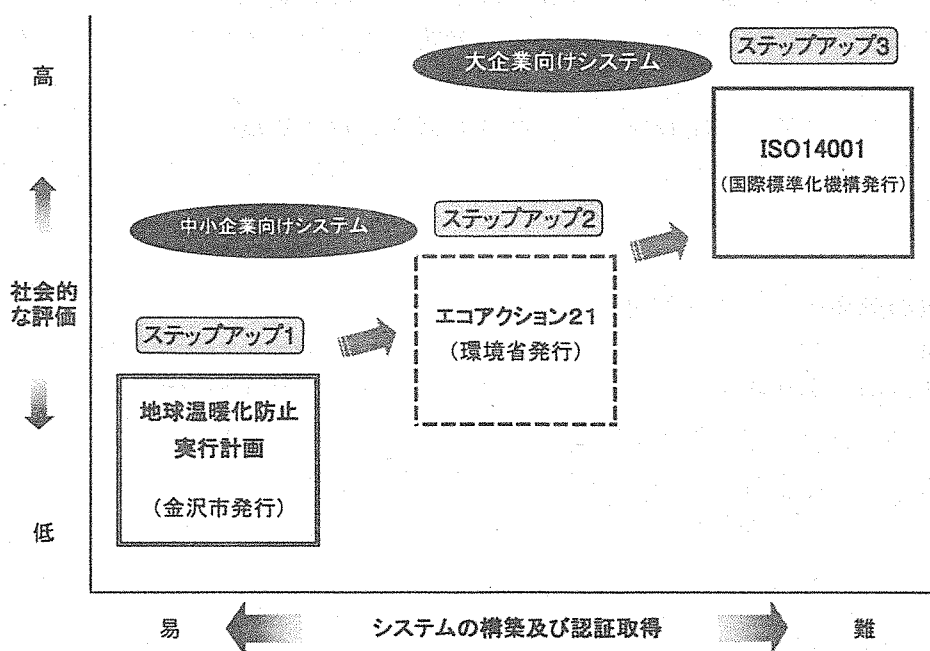 高
社会的
な評価
低
大企業向けシステム
ステップアップ3
ISO14001
(国際標準化機構発行)
中小企業向けシステム
ステップアップ2
エコアクション21
(環境省発行)
ステップアップ1
地球温暖化防止
実行計画
(金沢市発行)
易
システムの構築及び認証取得
難